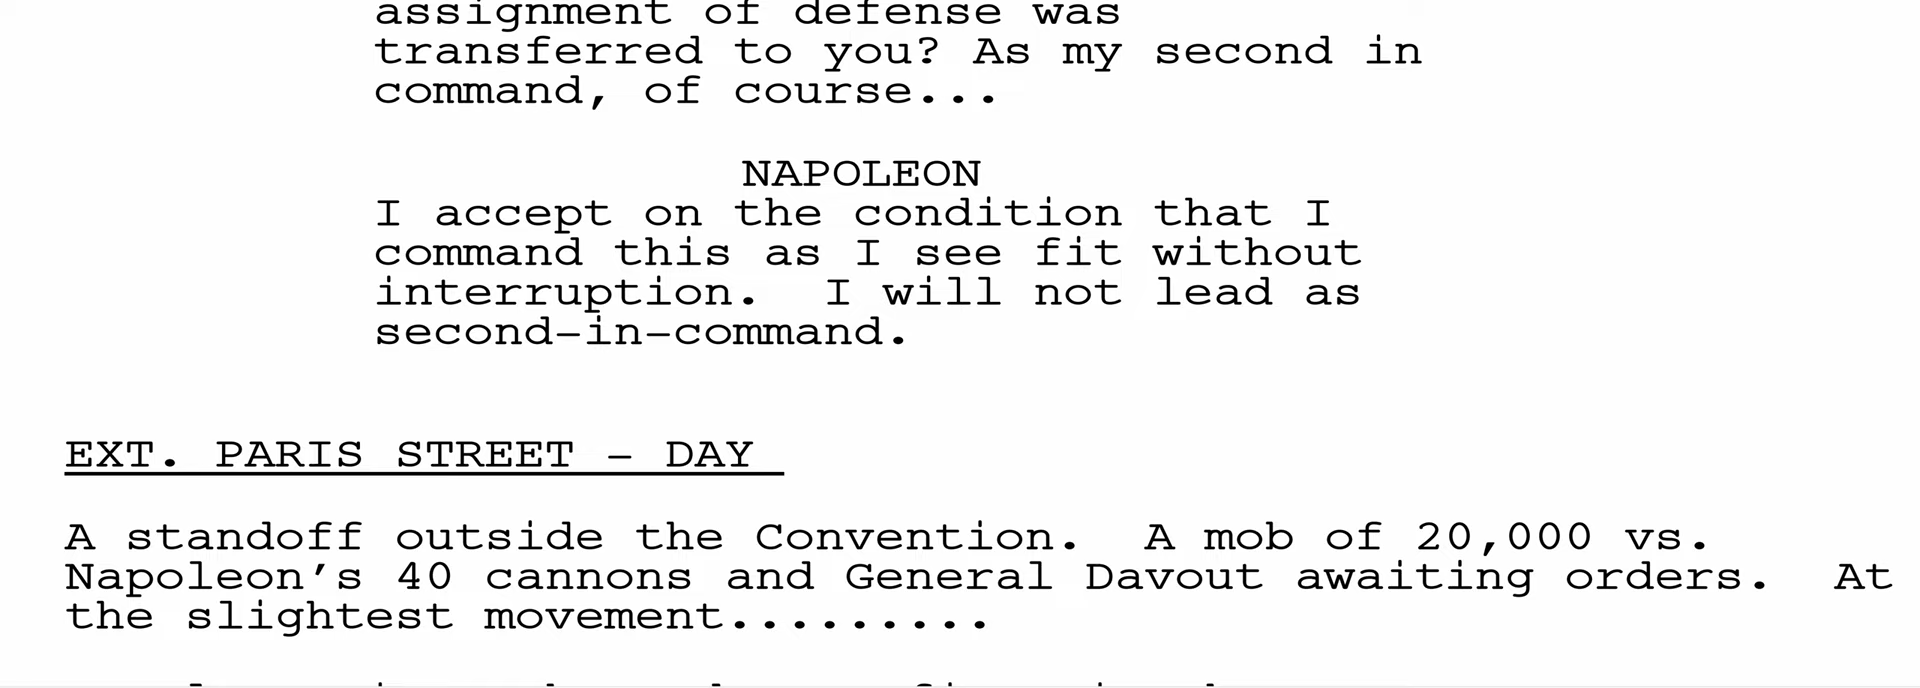 assignment of defense was
transferred to you? As my second in
command, of course...
NAPOLEON
I accept on the condition that I
command this as I see fit without
interruption.  I will not lead as
second-in-command.
EXT. PARIS STREET - DAY
A standoff outside the Convention.  A mob of 20,000 vs.
Napoleon’s 40 cannons and General Davout awaiting orders.  At
the slightest movement.........